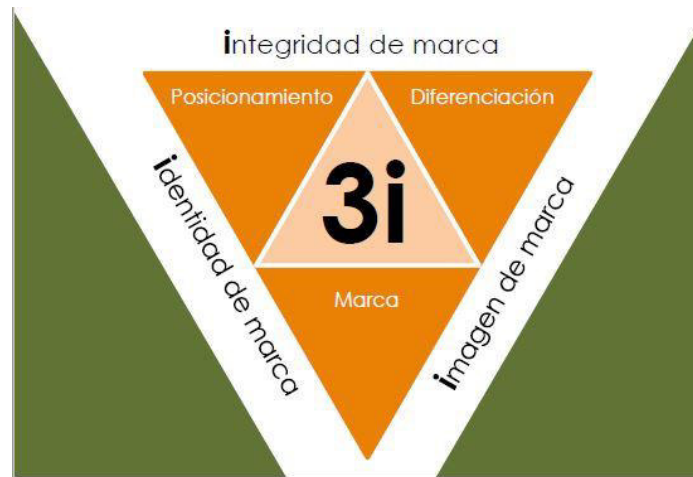 integridad de marca
Posicionamiento
Diferenciación
3i
identidad de marca
imagen de marca
Marca